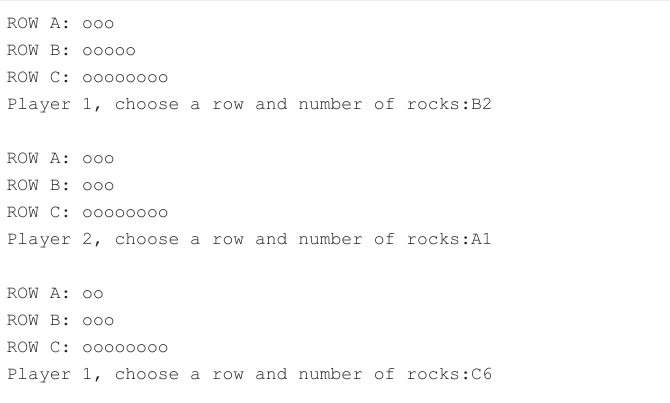 ROW A: ooo
ROW B: ooooo
ROW C: oooooooo
Player 1, choose a row and number of rocks:B2
ROW A: ooo
ROW B: ooo
ROW C: oooooooo
Player 2, choose a row and number of rocks:A1
ROW A: oo
ROW B: ooo
ROW C: oooooooo
Player 1, choose a row and number of rocks:C6